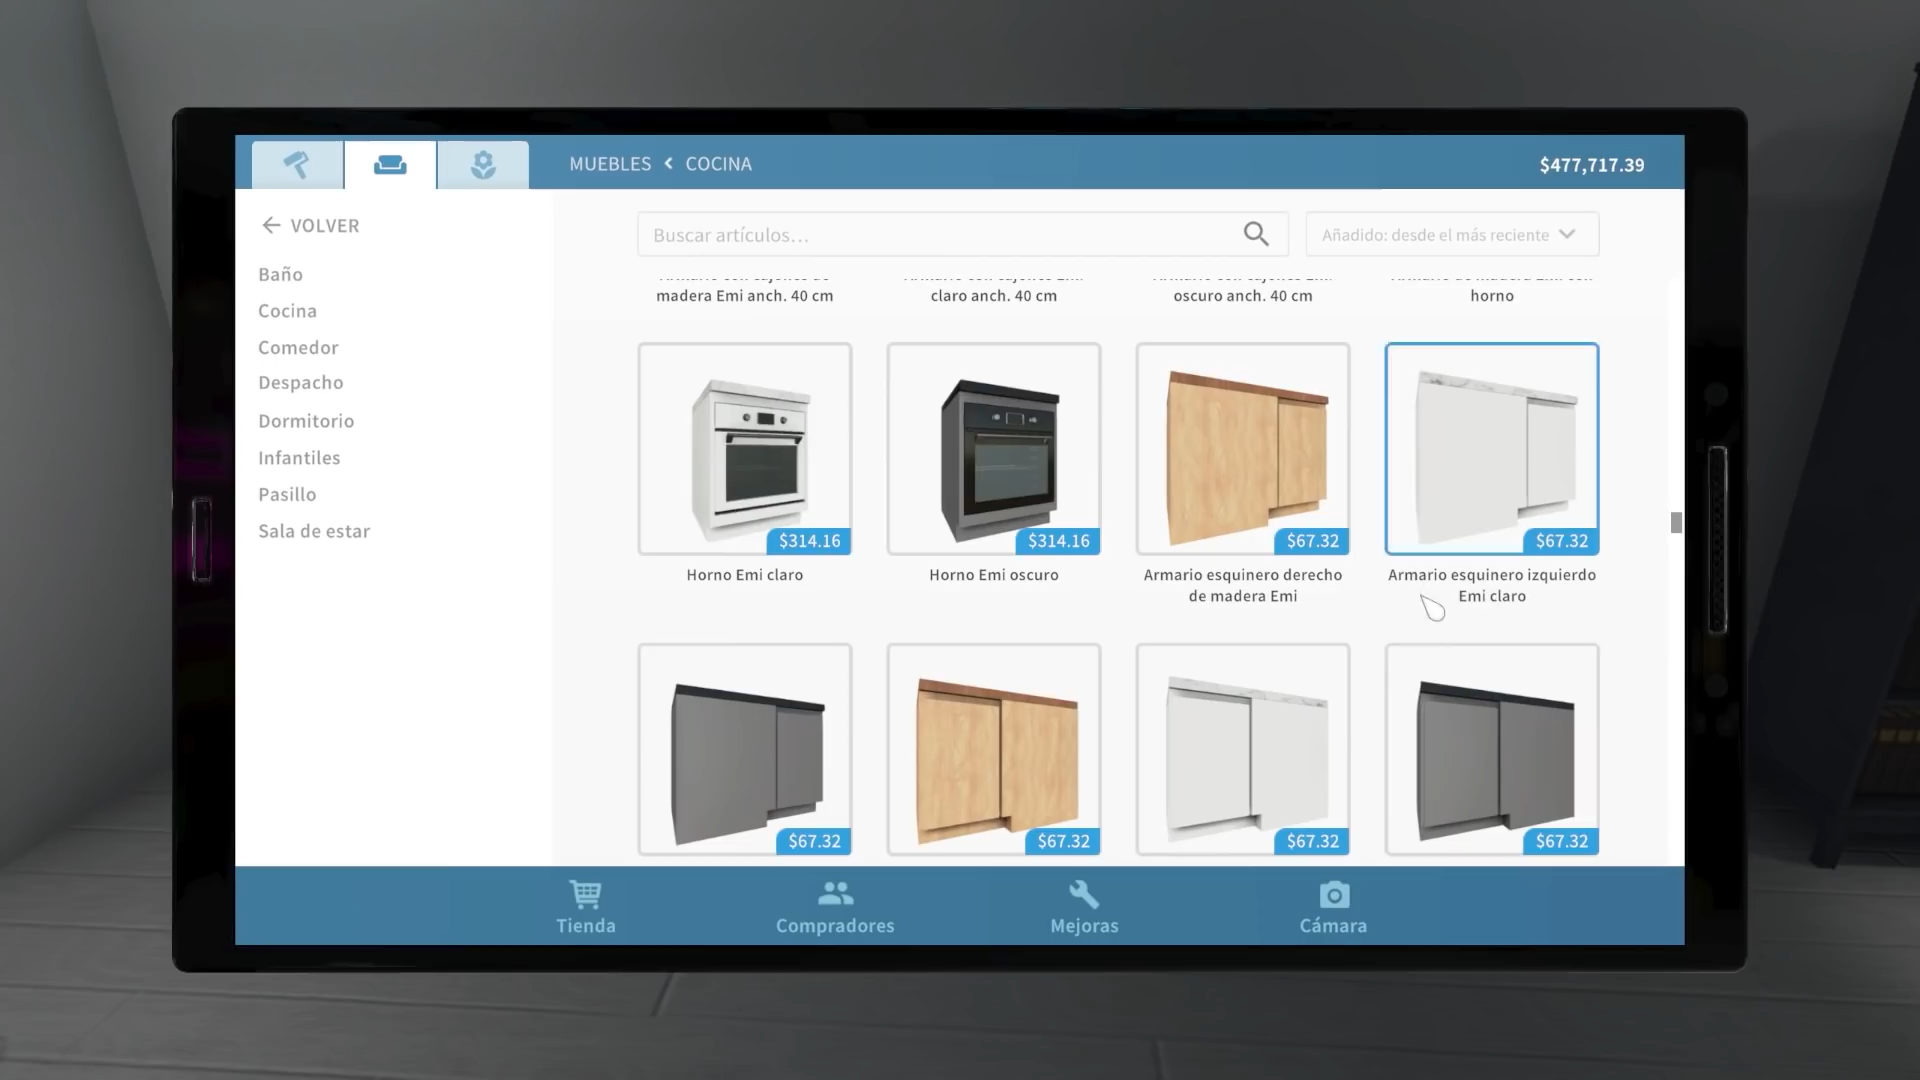 MUEBLES < COCINA
$477,717.39
VOLVER
Baño
Cocina
Comedor
Despacho
Dormitorio
Infantiles
Pasillo
Sala de estar
Buscar artículos...
Añadido: desde el más reciente
madera Emi anch. 40 cm
claro anch. 40 cm
oscuro anch. 40 cm
horno
$314.16
$314.16
$67.32
$67.32
Horno Emi claro
Horno Emi oscuro
Armario esquinero derecho
de madera Emi
Armario esquinero izquierdo
Emi claro
$67.32
$67.32
$67.32
$67.32
Tienda
Compradores
Mejoras
Cámara